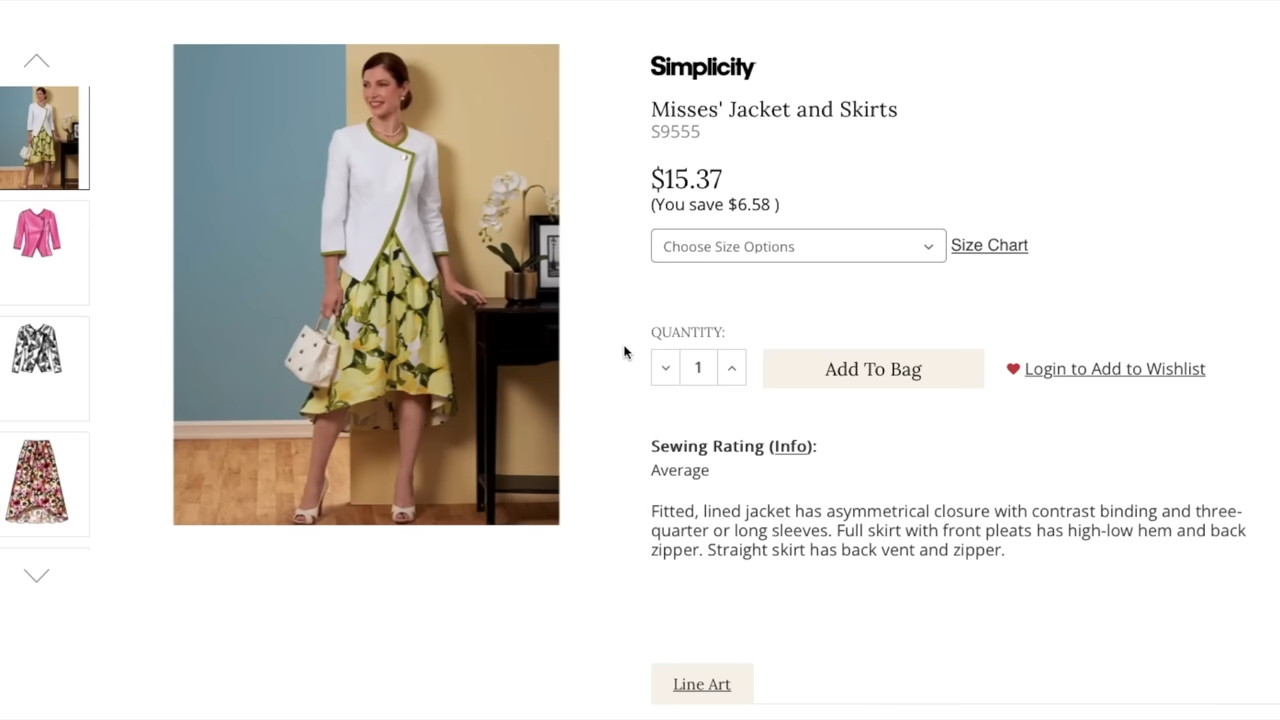 Simplicity
Misses' Jacket and Skirts
S9555
$15.37
(You save $6.58 )
Choose Size Options
Size Chart
QUANTITY:
1
Add To Bag
Login to Add to Wishlist
Sewing Rating (Info):
Average
Fitted, lined jacket has asymmetrical closure with contrast binding and three-
quarter or long sleeves. Full skirt with front pleats has high-low hem and back
zipper. Straight skirt has back vent and zipper.
Line Art